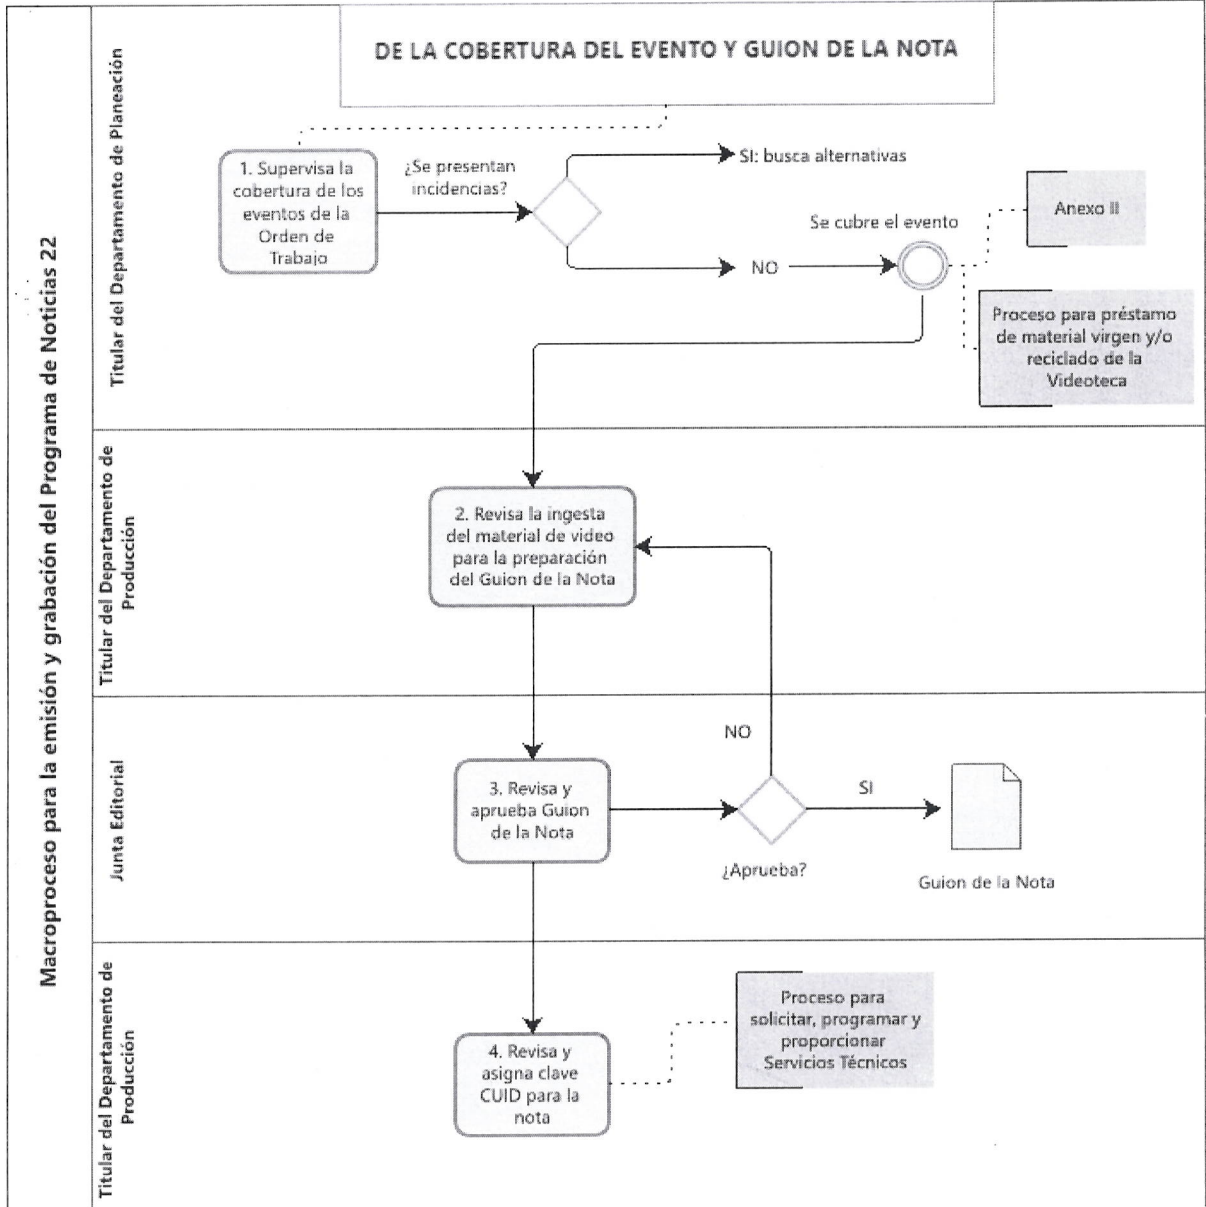 Macroproceso para la emisión y grabación del Programa de Noticias 22
Titular del Departamento de Planeación
DE LA COBERTURA DEL EVENTO Y GUION DE LA NOTA
1. Supervisa la
cobertura de los
eventos de la
Orden de
Trabajo
¿Se presentan
incidencias?
SI: busca alternativas
NO
Se cubre el evento
Anexo II
Proceso para préstamo
de material virgen y/o
reciclado de la
Videoteca
Titular del Departamento de
Producción
2. Revisa la ingesta
del material de video
para la preparación
del Guion de la Nota
Junta Editorial
3. Revisa y
aprueba Guion
de la Nota
NO
¿Aprueba?
SI
Guion de la Nota
Titular del Departamento de
Producción
4. Revisa y
asigna clave
CUID para la
nota
Proceso para
solicitar, programar y
proporcionar
Servicios Técnicos